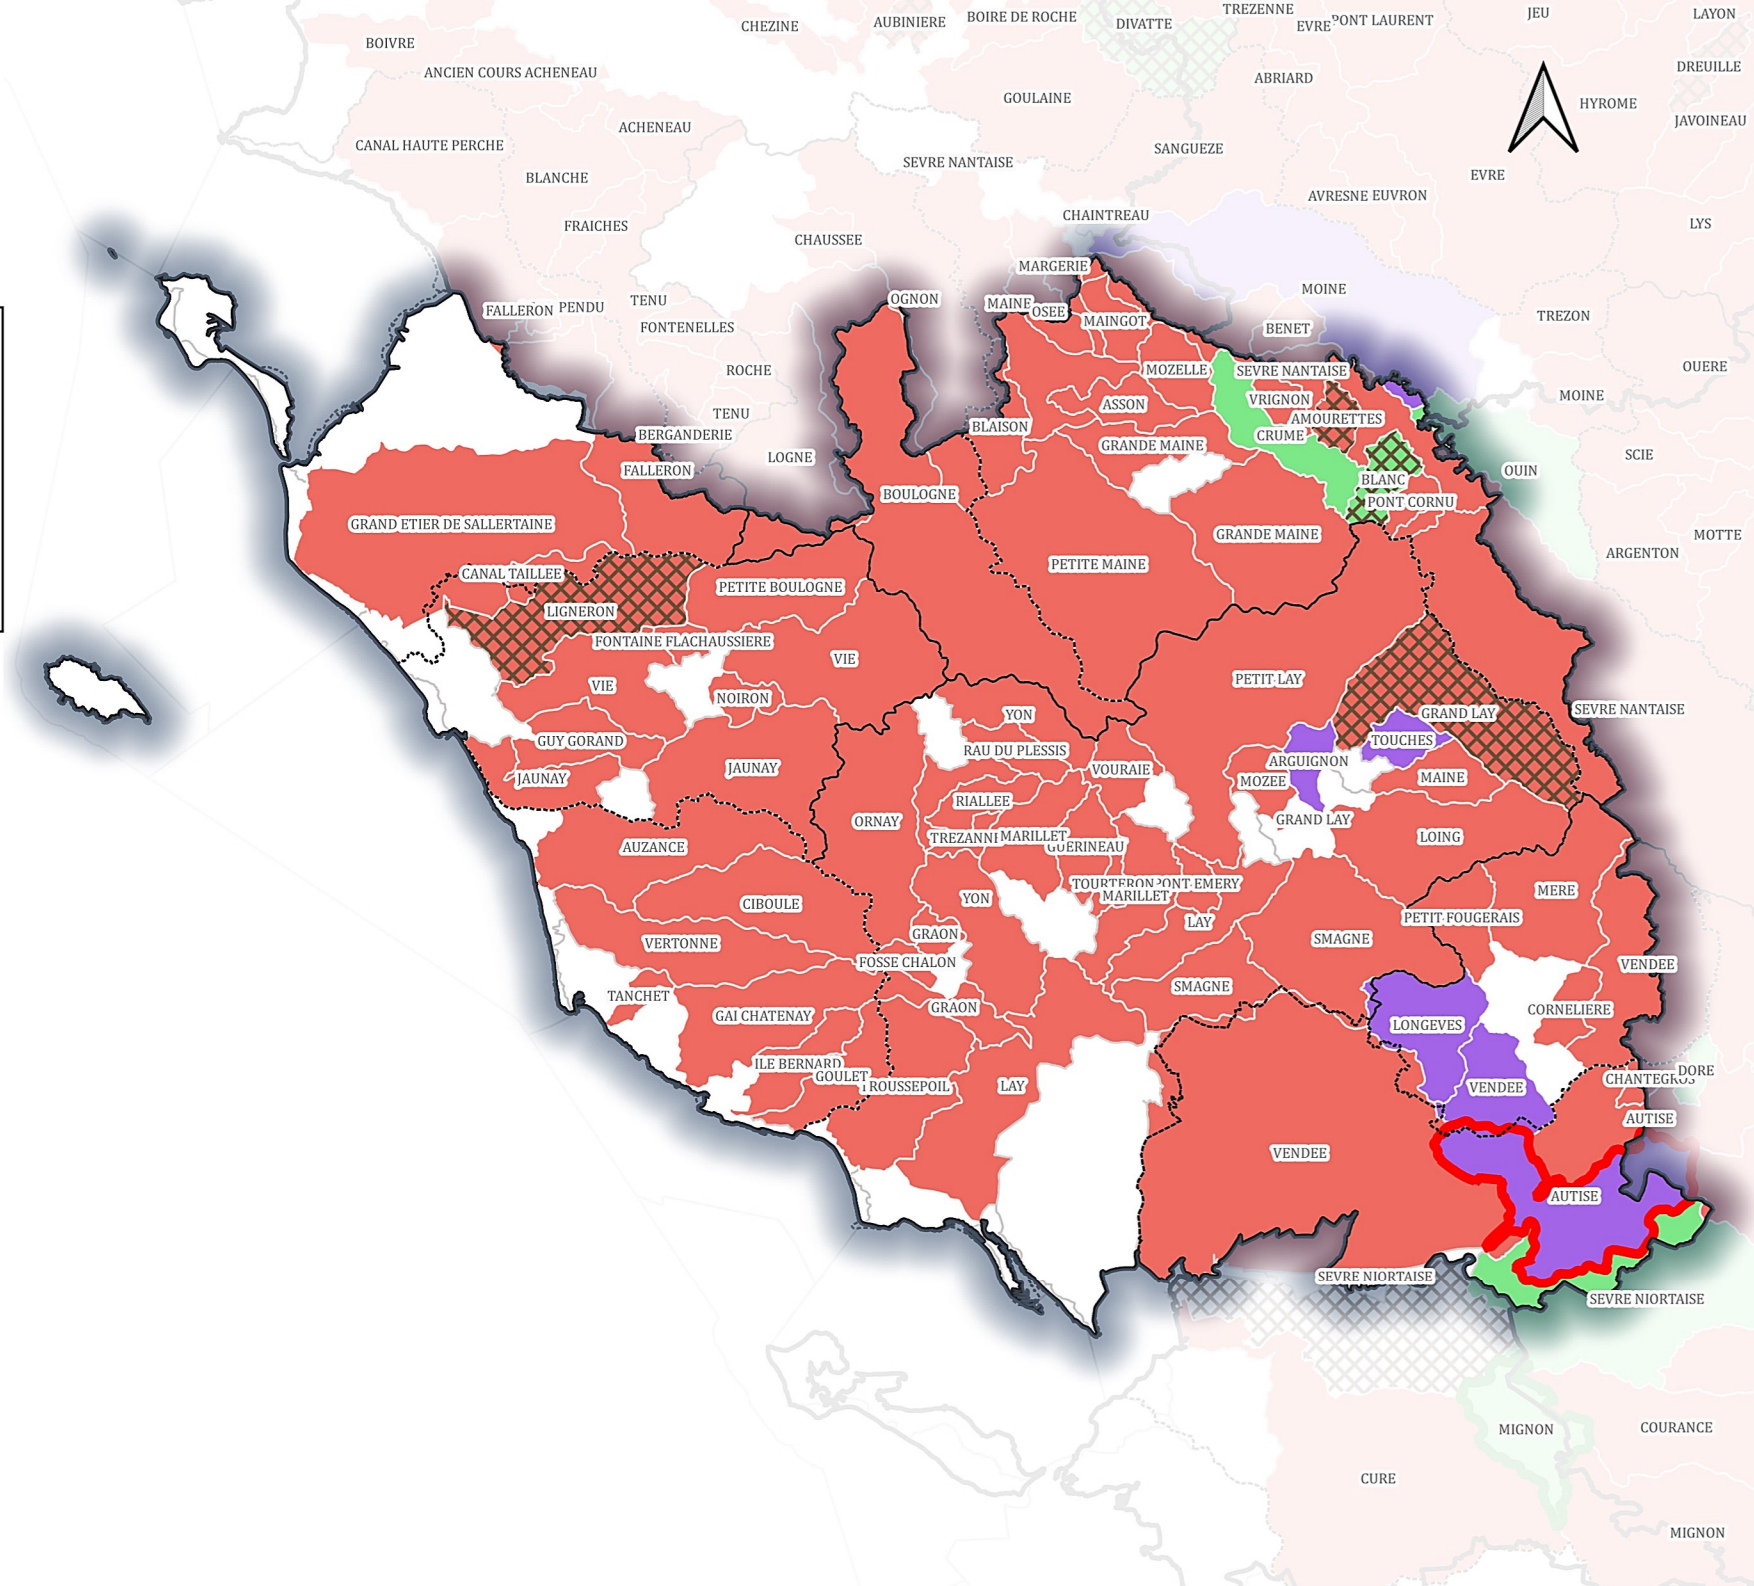 TREZENNE
JEU
LAYON
BOIRE DE ROCHE
PONT LAURENT
CHEZINE
AUBINIERE
DIVATTE
EVRE
BOIVRE
DREUILLE
ANCIEN COURS ACHENEAU
ABRIARD
GOULAINE
HYROME
JAVOINEAU
ACHENEAU
CANAL HAUTE PERCHE
SANGUEZE
SEVRE NANTAISE
BLANCHE
EVRE
AVRESNE EUVRON
CHAINTREAU
FRAICHES
LYS
CHAUSSEE
MARGERIE
MOINE
OGNON
TENU
MAINE
FALLERON
PENDU
OSEE
TREZON
MAINGOT
FONTENELLES
BENET
OUERE
ROCHE
MOZELLE
SEVRE NANTAISE
MOINE
VRIGNON
ASSON
TENU
AMOURETTES
BLAISON
BERGANDERIE
CRUME
GRANDE MAINE
SCIE
LOGNE
FALLERON
OUIN
BLANC
BOULOGNE
PONT CORNU
GRAND ETIER DE SALLERTAINE
GRANDE MAINE
MOTTE
ARGENTON
PETITE MAINE
CANAL TAILLEE
PETITE BOULOGNE
LIGNERON
FONTAINE FLACHAUSSIERE
VIE
PETIT LAY
VIE
NOIRON
SEVRE NANTAISE
YON
GRAND LAY
GUY GORAND
TOUCHES
RAU DU PLESSIS
ARGUIGNON
JAUNAY
VOURAIE
JAUNAY
MAINE
MOZEE
RIALLEE
GRAND LAY
ORNAY
MARILLET
LOING
AUZANCE
TOURTERON
PONT EMERY
MERE
MARILLET
YON
CIBOULE
PETIT FOUGERAIS
LAY
GRAON
SMAGNE
VERTONNE
FOSSE CHALON
VENDEE
SMAGNE
TANCHET
GRAON
CORNELIERE
GAI CHATENAY
LONGEVES
ILE BERNARD
DORE
GOULET
TROUSSEPOIL
LAY
VENDEE
AUTISE
VENDEE
AUTISE
SEVRE NIORTAISE
SEVRE NIORTAISE
MIGNON
COURANCE
CURE
MIGNON